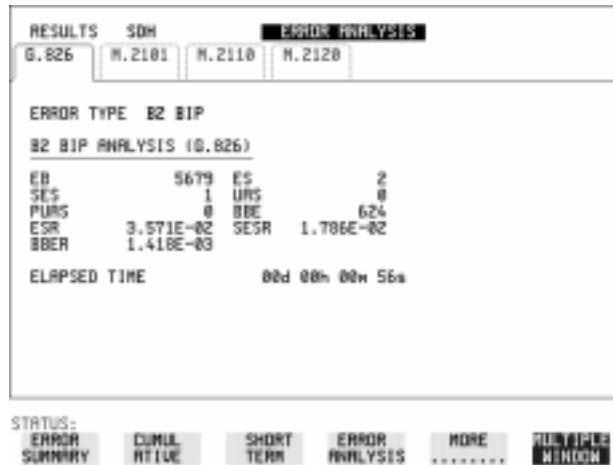 RESULTS SDH ERROR ANALYSIS
G.826 M.2101 M.2110 M.2120
ERROR TYPE B2 BIP
B2 BIP ANALYSIS (G.826)
EB 5679 ES 2
SES 1 UAS 0
PUAS 0 BBE 624
ESR 3.571E-02 SESR 1.786E-02
BBER 1.418E-03
ELAPSED TIME 00d 00h 00m 56s
STATUS:
ERROR SUMMARY CUMUL ATIVE SHORT TERM ERROR ANALYSIS MORE ........ MULTIPLE WINDOW